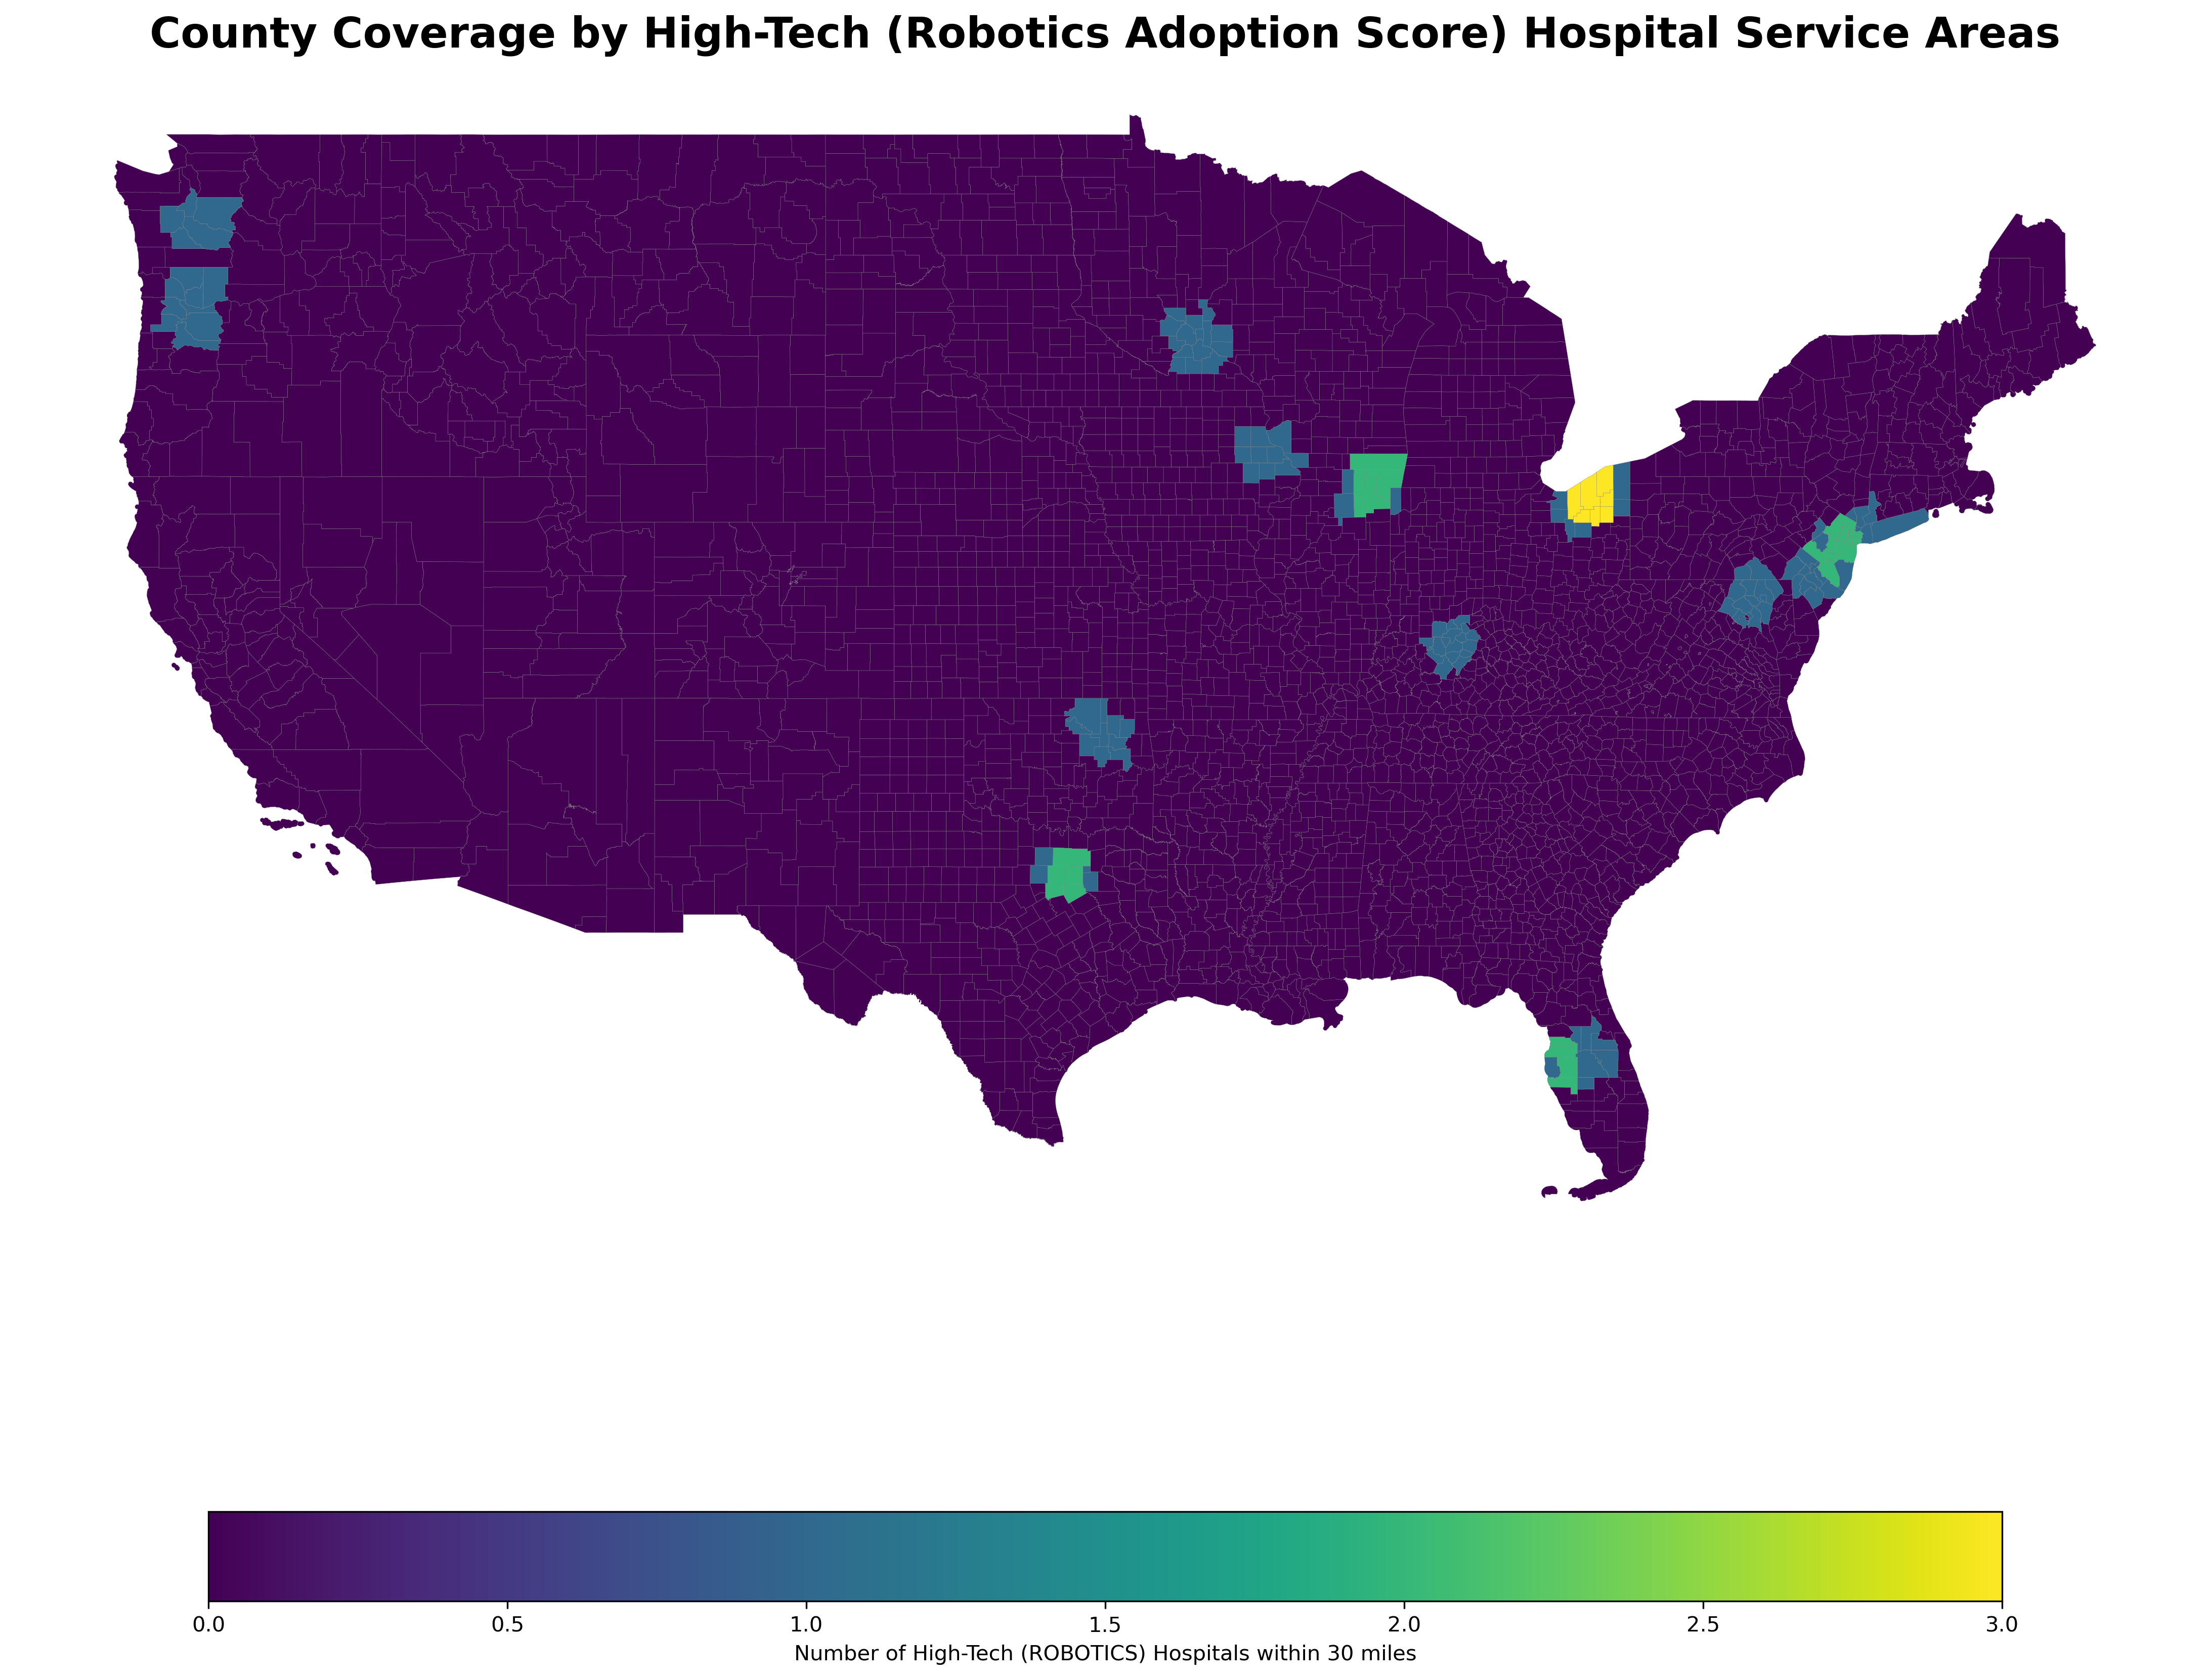 County Coverage by High-Tech (Robotics Adoption Score) Hospital Service Areas
0.0 0.5 1.0 1.5 2.0 2.5 3.0
Number of High-Tech (ROBOTICS) Hospitals within 30 miles